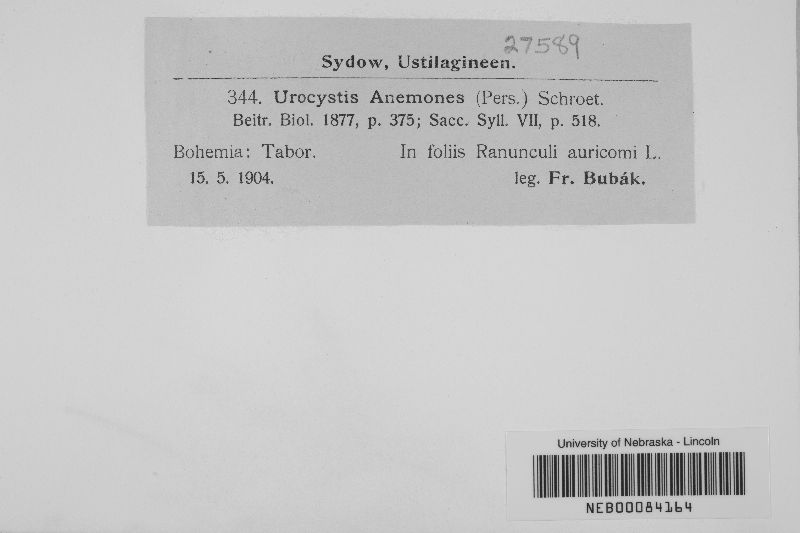 27589
Sydow, Ustilagineen.
344. Urocystis Anemones (Pers.) Schroet.
Beitr. Biol. 1877, p. 375; Sacc. Syll. VII, p. 518.
Bohemia: Tabor. In foliis Ranunculi auricomi L.
15. 5. 1904. leg. Fr. Bubák.
University of Nebraska - Lincoln
NEB00084164